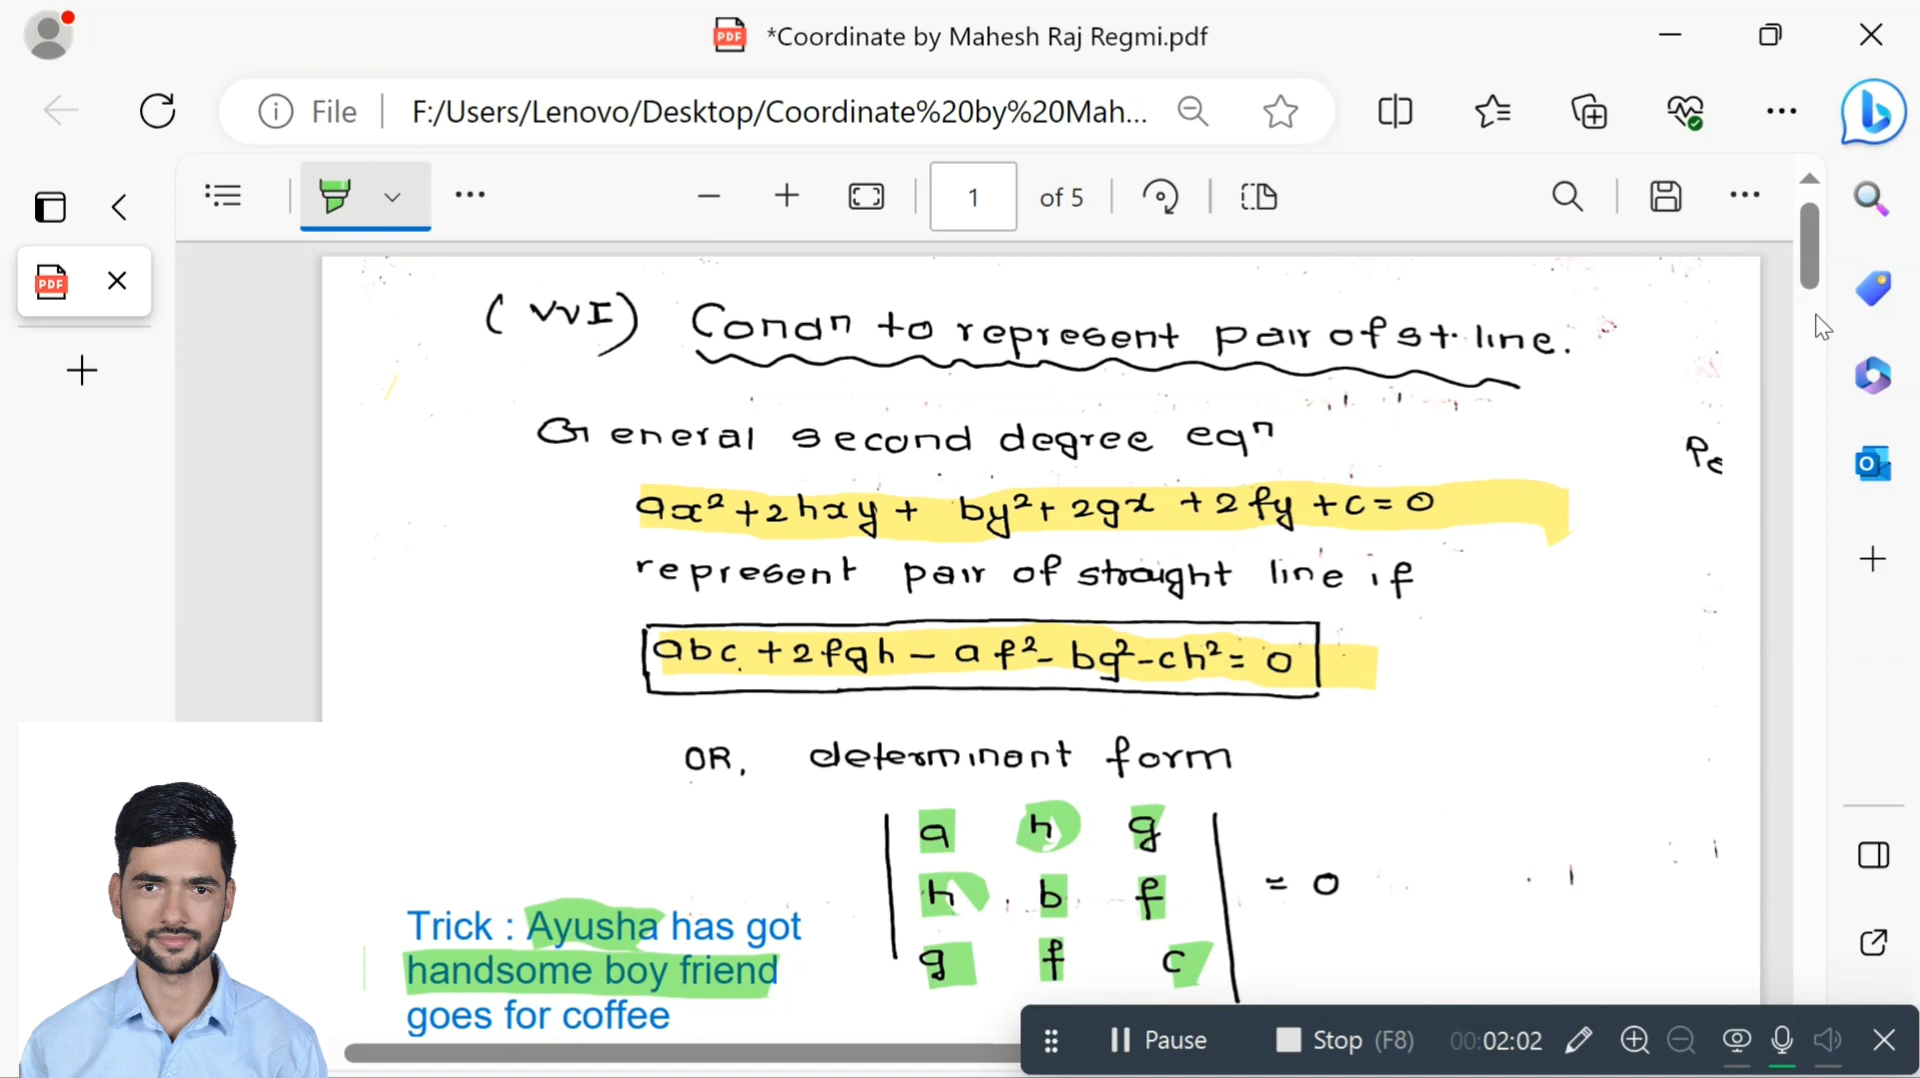 PDF *Coordinate by Mahesh Raj Regmi.pdf
File F:/Users/Lenovo/Desktop/Coordinate%20by%20Mah...
1 of 5
PDF
(VVI) Condn to represent pair of st. line.
General second degree eqn
ax²+2hxy+ by²+2gx +2fy +c=0
represent pair of straight line if
abc +2fgh - af²- bg²-ch²= 0
OR, determinant form
a h g
h b f = 0
g f c
Trick : Ayusha has got
handsome boy friend
goes for coffee
Pause Stop (F8) 00:02:02